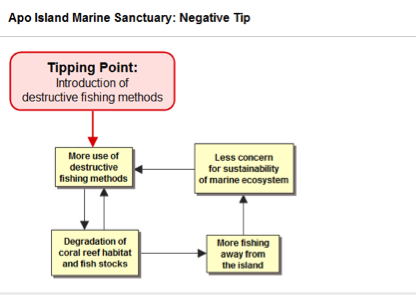 Apo Island Marine Sanctuary: Negative Tip
Tipping Point:
Introduction of
destructive fishing methods
More use of
destructive
fishing methods
Less concern
for sustainability
of marine ecosystem
Degradation of
coral reef habitat
and fish stocks
More fishing
away from
the island